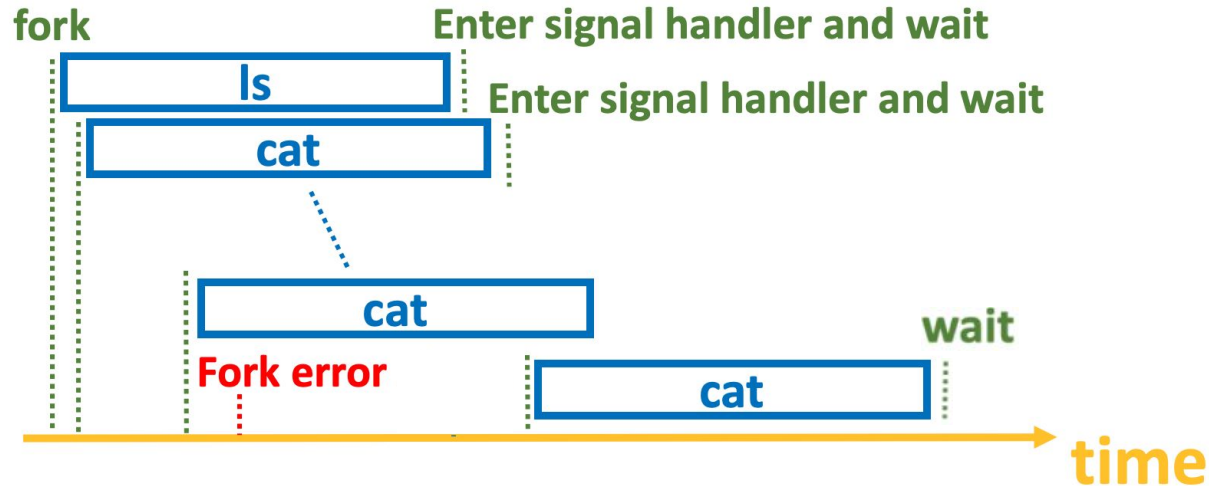 fork
Enter signal handler and wait
ls
Enter signal handler and wait
cat
cat
wait
Fork error
cat
time